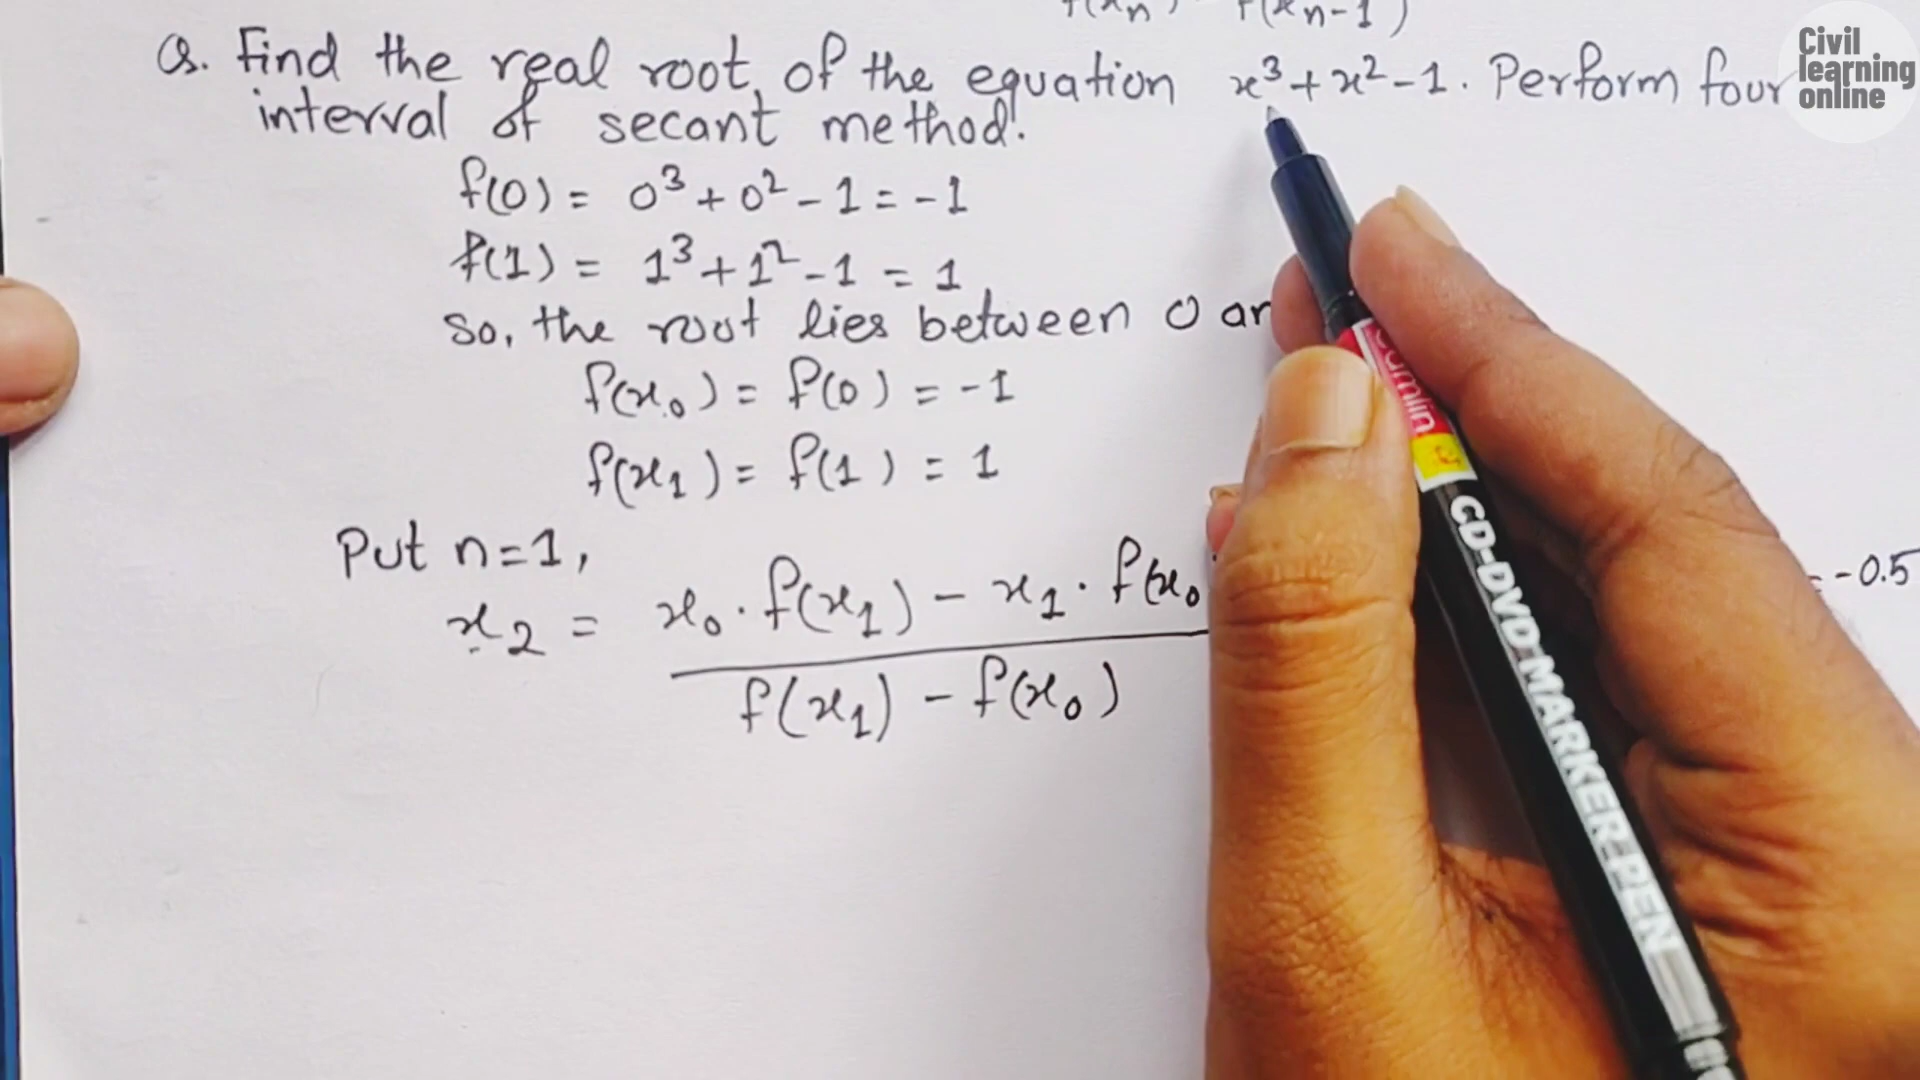 Q. Find the real root of the equation x³+x²-1. Perform four
interval of secant method.
f(0) = 0³+0²-1 = -1
f(1) = 1³+1²-1 = 1
So, the root lies between 0
f(x₀) = f(0) = -1
f(x₁) = f(1) = 1
Put n=1,
x₂ = x₀.f(x₁) - x₁.f(x₀
f(x₁) - f(x₀)
-0.5
Civil
learning
online
camlin
CD-DVD MARKER PEN